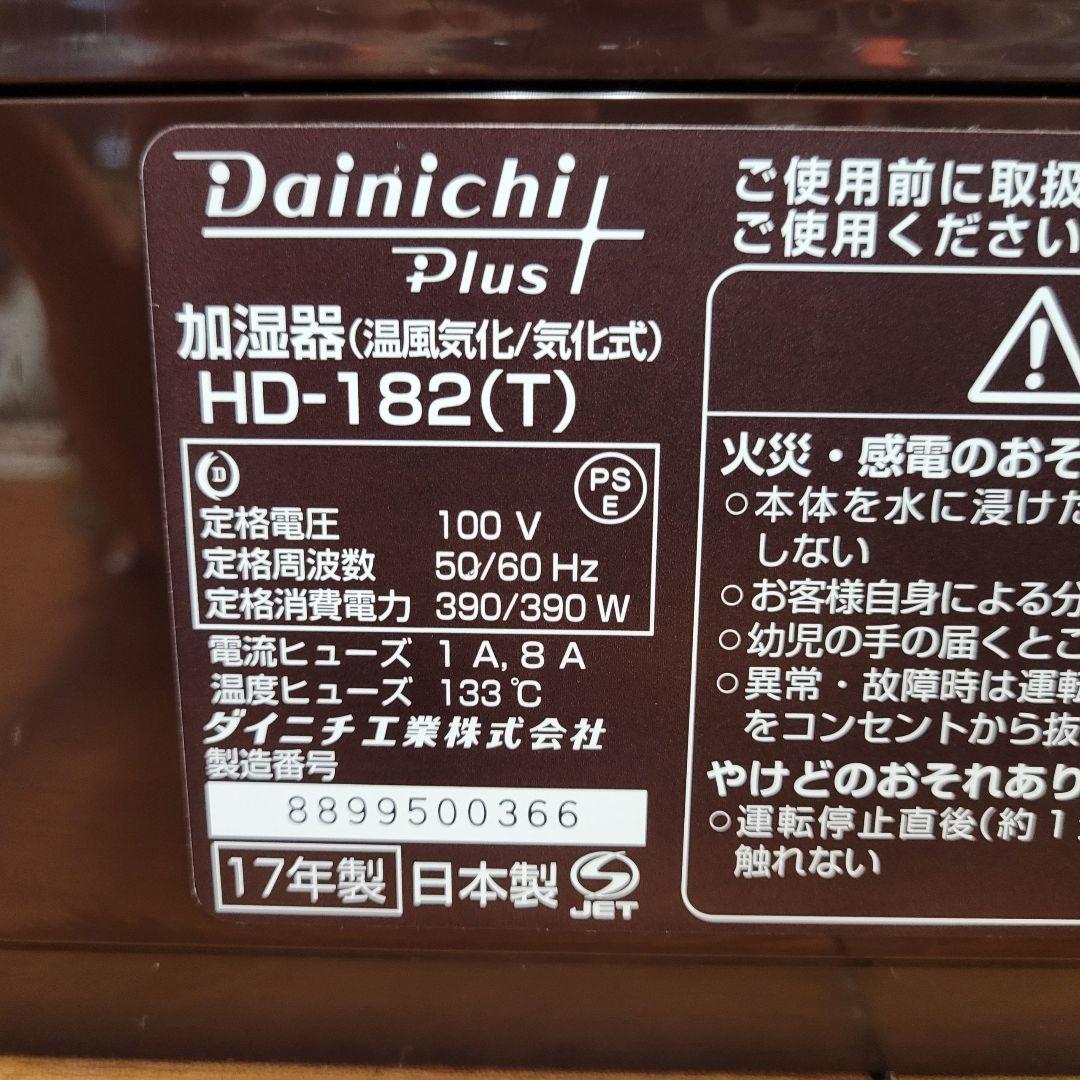 Dainichi
Plus
加湿器(温風気化/気化式)
HD-182(T)
D
PS
E
定格電圧 100 V
定格周波数 50/60 Hz
定格消費電力 390/390 W
電流ヒューズ 1 A, 8 A
温度ヒューズ 133 ℃
ダイニチ工業株式会社
製造番号
8899500366
17年製 日本製
JET
ご使用前に取扱
ご使用ください
火災・感電のおそ
○本体を水に浸けた
しない
○お客様自身による分
○幼児の手の届くとこ
○異常・故障時は運転
をコンセントから抜
やけどのおそれあり
○運転停止直後(約1
触れない